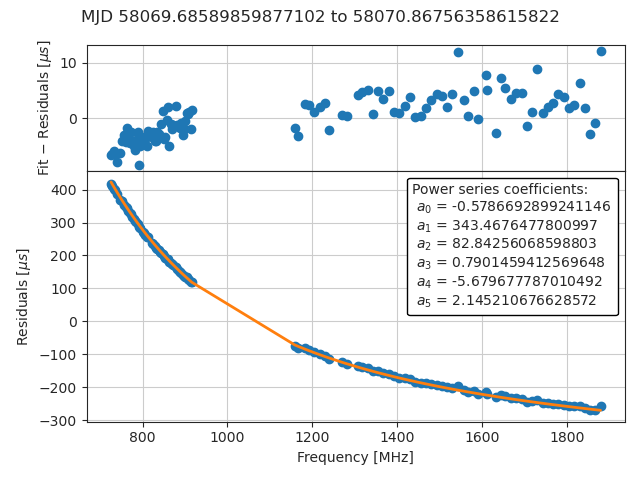 MJD 58069.68589859877102 to 58070.86756358615822
Fit − Residuals [μs]
10
0
Power series coefficients:
a0 = -0.5786692899241146
a1 = 343.4676477800997
a2 = 82.84256068598803
a3 = 0.7901459412569648
a4 = -5.679677787010492
a5 = 2.145210676628572
Residuals [μs]
400
300
200
100
0
−100
−200
−300
800 1000 1200 1400 1600 1800
Frequency [MHz]